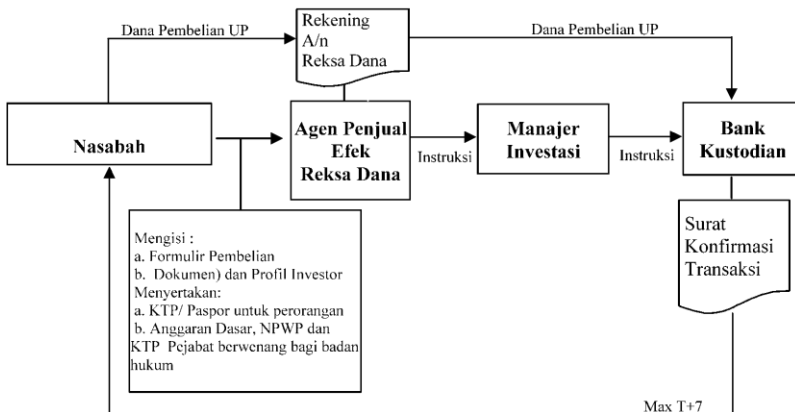 Dana Pembelian UP
Rekening
A/n
Reksa Dana
Dana Pembelian UP
Nasabah
Agen Penjual
Efek
Reksa Dana
Instruksi
Manajer
Investasi
Instruksi
Bank
Kustodian
Mengisi :
a. Formulir Pembelian
b. Dokumen) dan Profil Investor
Menyertakan:
a. KTP/ Paspor untuk perorangan
b. Anggaran Dasar, NPWP dan
KTP Pejabat berwenang bagi badan
hukum
Surat
Konfirmasi
Transaksi
Max T+7